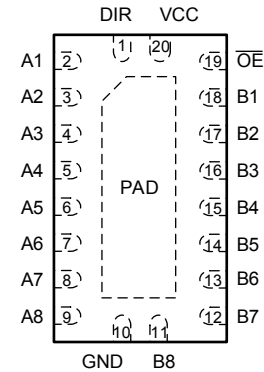 DIR VCC
1 20
A1 2 19 O̅E̅
A2 3 18 B1
A3 4 17 B2
A4 5 16 B3
A5 6 15 B4
A6 7 14 B5
A7 8 13 B6
A8 9 12 B7
PAD
10 11
GND B8